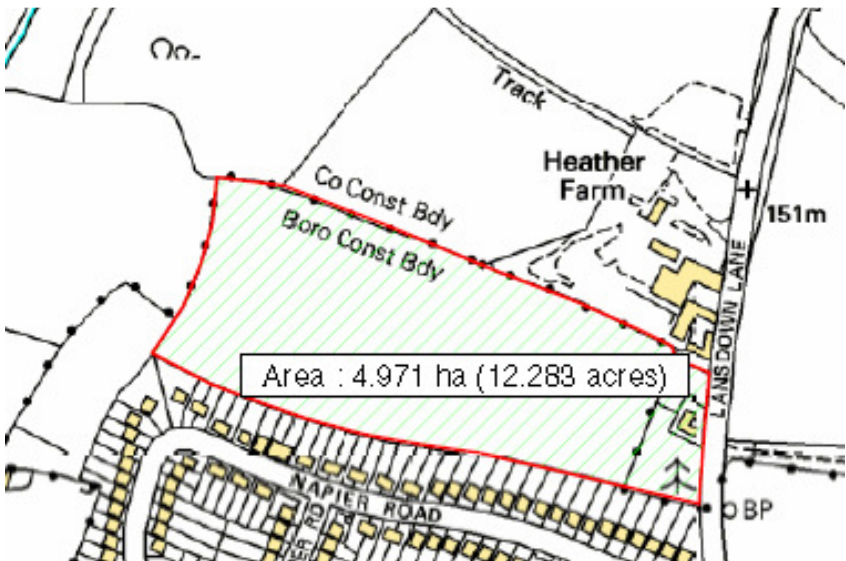 Track
Heather
Farm
Co Const Bdy
Boro Const Bdy
151m
LANSDOWN LANE
Area : 4.971 ha (12.283 acres)
NAPIER ROAD
BP